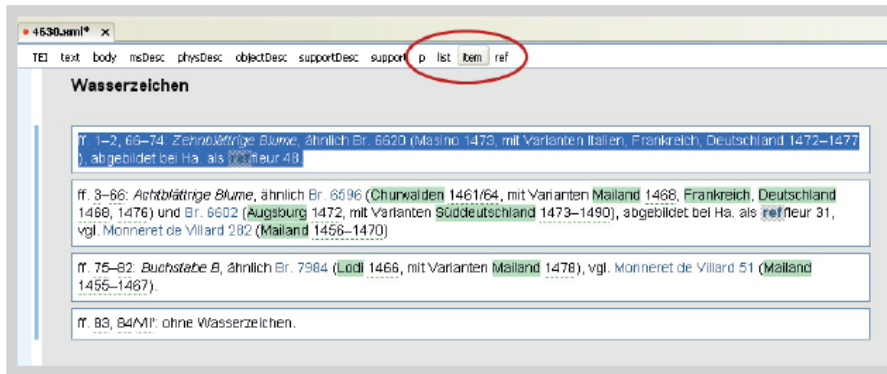 4630.xml* ×
TEI text body msDesc physDesc objectDesc supportDesc support p list item ref
Wasserzeichen
ff. 1–2, 66–74: Zehnblättrige Blume, ähnlich Br. 6620 (Masino 1473, mit Varianten Italien, Frankreich, Deutschland 1472–1477
), abgebildet bei Ha. als ref fleur 48.
ff. 3–66: Achtblättrige Blume, ähnlich Br. 6596 (Churwalden 1461/64, mit Varianten Mailand 1468, Frankreich, Deutschland
1468, 1476) und Br. 6602 (Augsburg 1472, mit Varianten Süddeutschland 1473–1490), abgebildet bei Ha. als ref fleur 31,
vgl. Monneret de Villard 282 (Mailand 1456–1470)
ff. 75–82: Buchstabe B, ähnlich Br. 7984 (Lodi 1466, mit Varianten Mailand 1478), vgl. Monneret de Villard 51 (Mailand
1455–1467).
ff. 83, ohne Wasserzeichen.